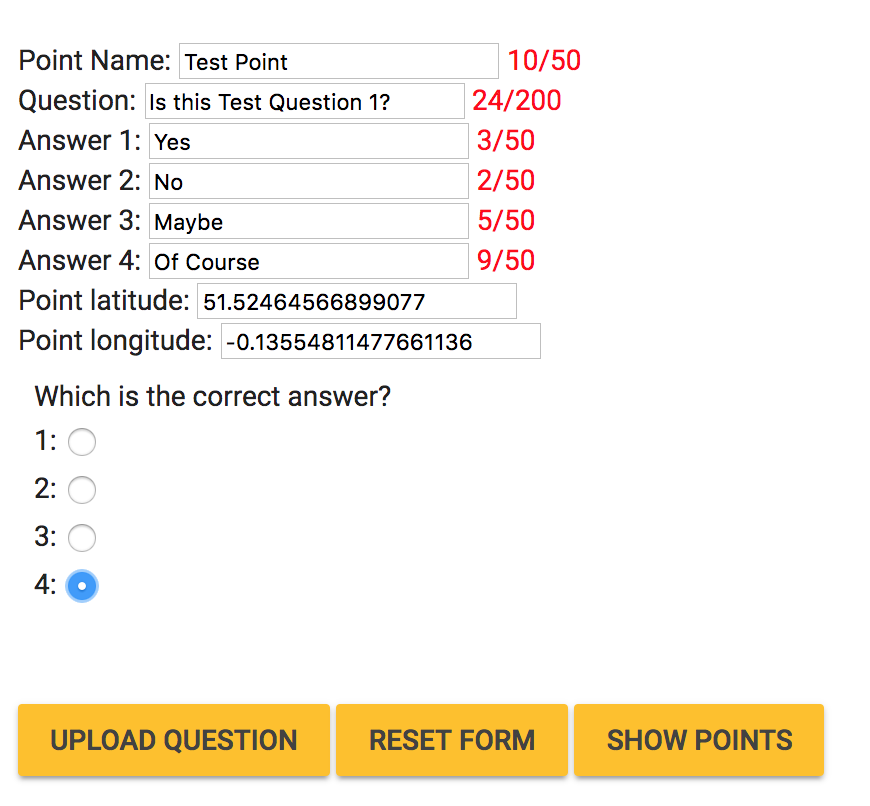 Point Name: Test Point 10/50
Question: Is this Test Question 1? 24/200
Answer 1: Yes 3/50
Answer 2: No 2/50
Answer 3: Maybe 5/50
Answer 4: Of Course 9/50
Point latitude: 51.52464566899077
Point longitude: -0.13554811477661136
Which is the correct answer?
1:
2:
3:
4:
UPLOAD QUESTION RESET FORM SHOW POINTS